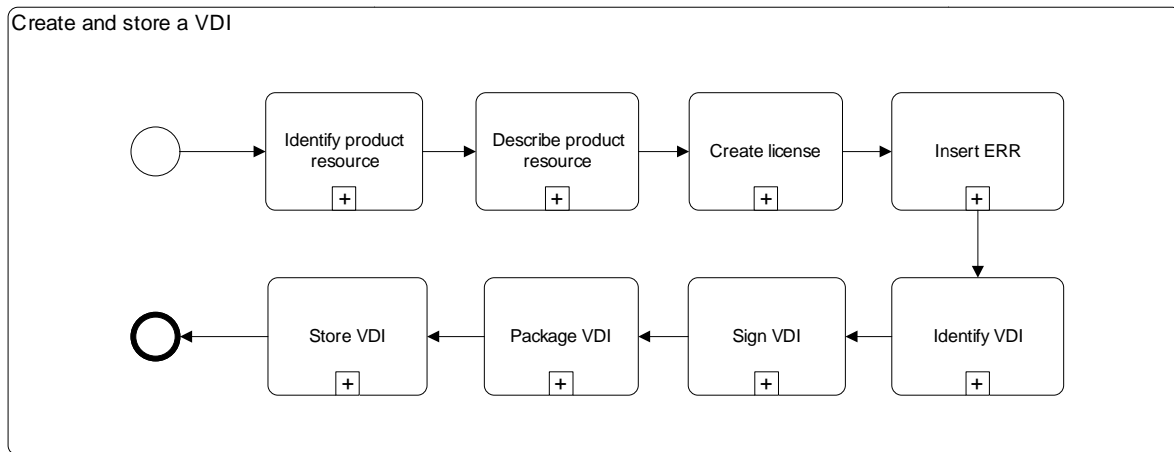 Create and store a VDI
Identify product
resource
+
Describe product
resource
+
Create license
+
Insert ERR
+
Identify VDI
+
Sign VDI
+
Package VDI
+
Store VDI
+